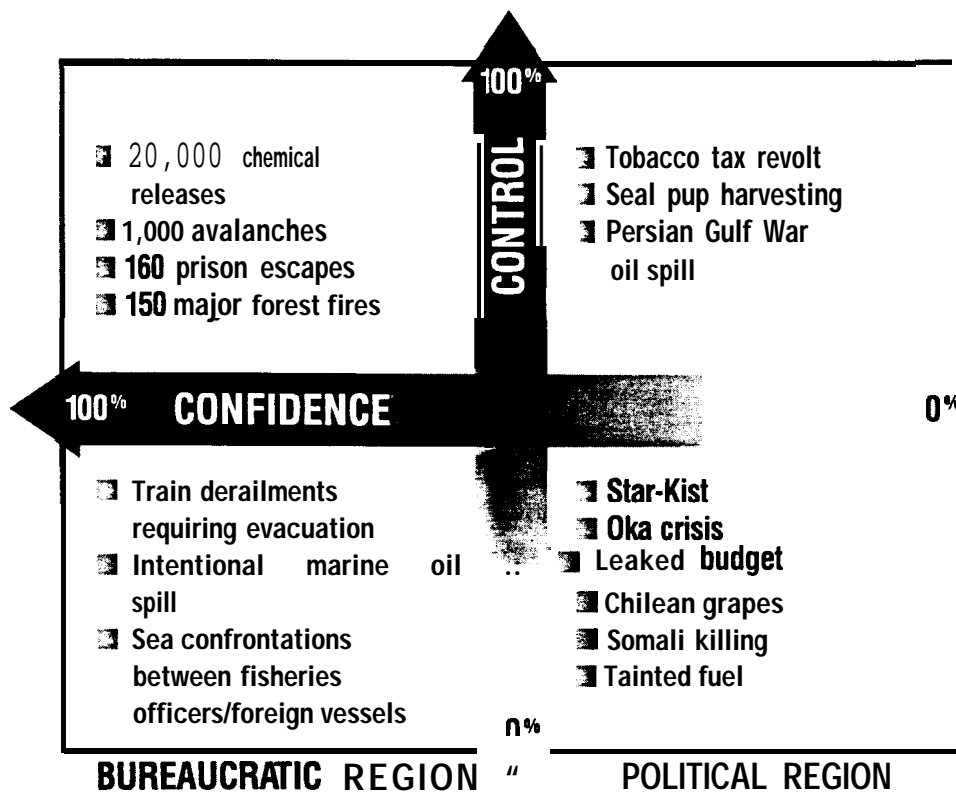 100%
CONTROL
20,000 chemical
releases
1,000 avalanches
160 prison escapes
150 major forest fires
Tobacco tax revolt
Seal pup harvesting
Persian Gulf War
oil spill
100% CONFIDENCE
0%
Train derailments
requiring evacuation
Intentional marine oil
spill
Sea confrontations
between fisheries
officers/foreign vessels
Star-Kist
Oka crisis
Leaked budget
Chilean grapes
Somali killing
Tainted fuel
0%
BUREAUCRATIC REGION “ POLITICAL REGION